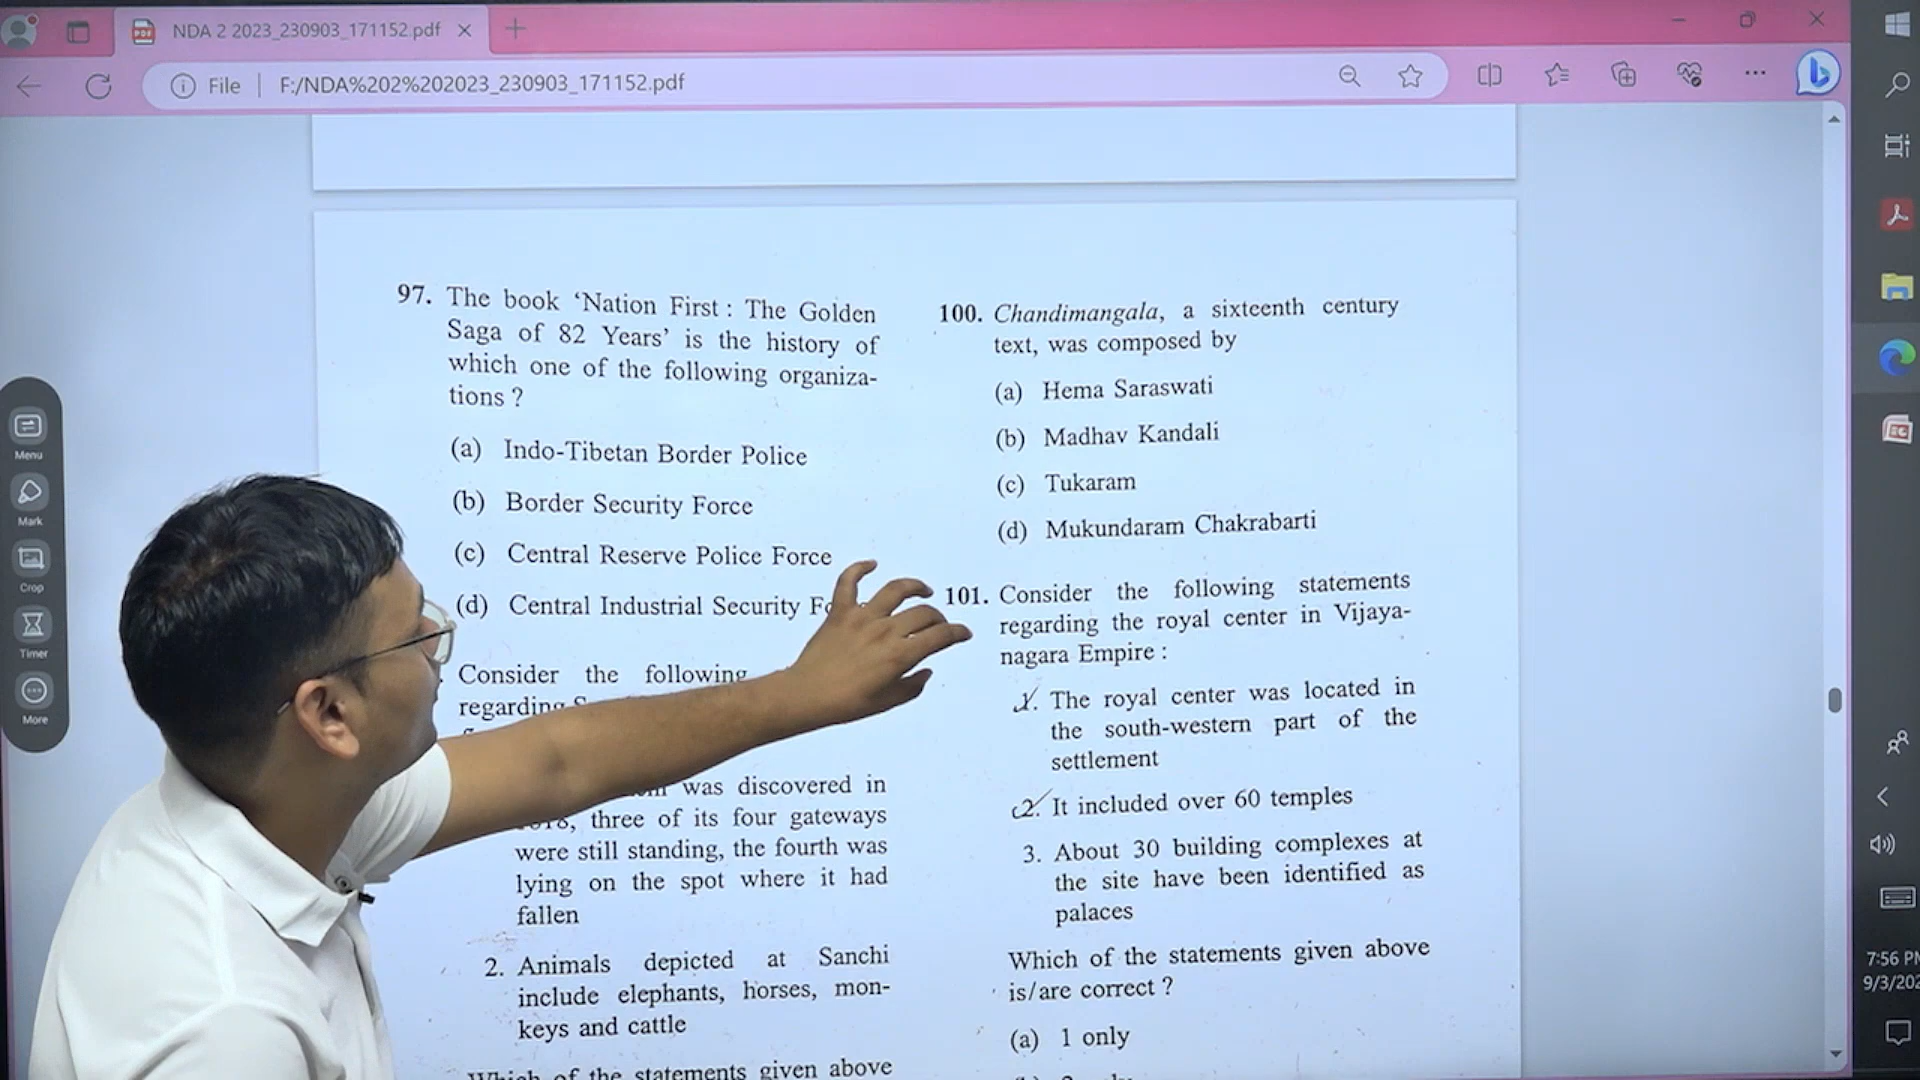 NDA 2 2023_230903_171152.pdf
File
F:/NDA%202%202023_230903_171152.pdf
97. The book ‘Nation First : The Golden
Saga of 82 Years’ is the history of
which one of the following organiza-
tions ?
(a) Indo-Tibetan Border Police
(b) Border Security Force
(c) Central Reserve Police Force
(d) Central Industrial Security
Consider the following
regarding
was discovered in
three of its four gateways
were still standing, the fourth was
lying on the spot where it had
fallen
2. Animals depicted at Sanchi
include elephants, horses, mon-
keys and cattle
Which of the statements given above
100. Chandimangala, a sixteenth century
text, was composed by
(a) Hema Saraswati
(b) Madhav Kandali
(c) Tukaram
(d) Mukundaram Chakrabarti
101. Consider the following statements
regarding the royal center in Vijaya-
nagara Empire :
1. The royal center was located in
the south-western part of the
settlement
2. It included over 60 temples
3. About 30 building complexes at
the site have been identified as
palaces
Which of the statements given above
is/are correct ?
(a) 1 only
Menu
Mark
Crop
Timer
More
7:56 PM
9/3/202